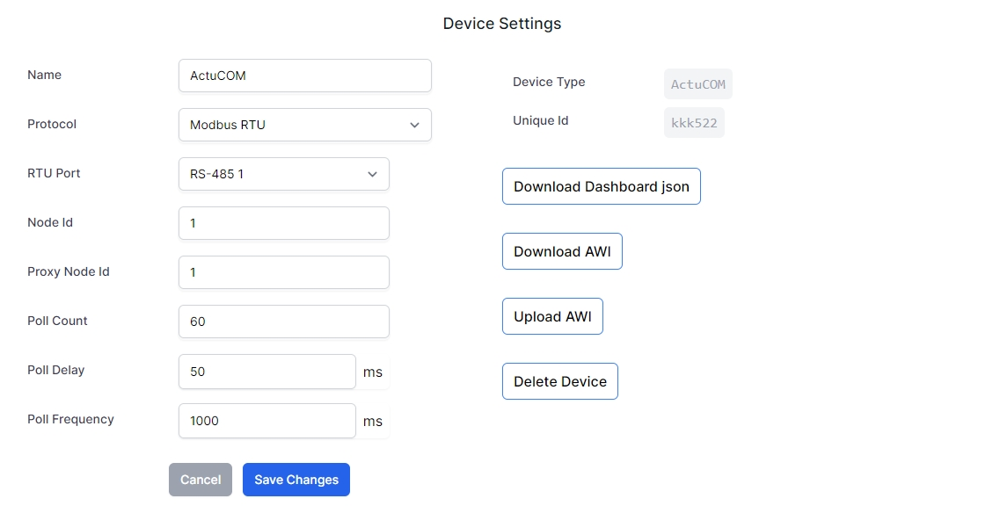 Device Settings
Name
ActuCOM
Protocol
Modbus RTU
RTU Port
RS-485 1
Node Id
1
Proxy Node Id
1
Poll Count
60
Poll Delay
50
ms
Poll Frequency
1000
ms
Cancel
Save Changes
Device Type
ActuCOM
Unique Id
kkk522
Download Dashboard json
Download AWI
Upload AWI
Delete Device